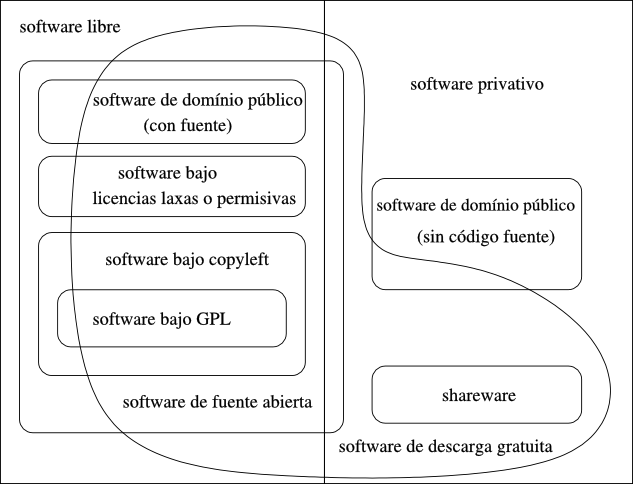 software libre
software privativo
software de domínio público
(con fuente)
software bajo
licencias laxas o permisivas
software bajo copyleft
software bajo GPL
software de fuente abierta
software de domínio público
(sin código fuente)
shareware
software de descarga gratuita